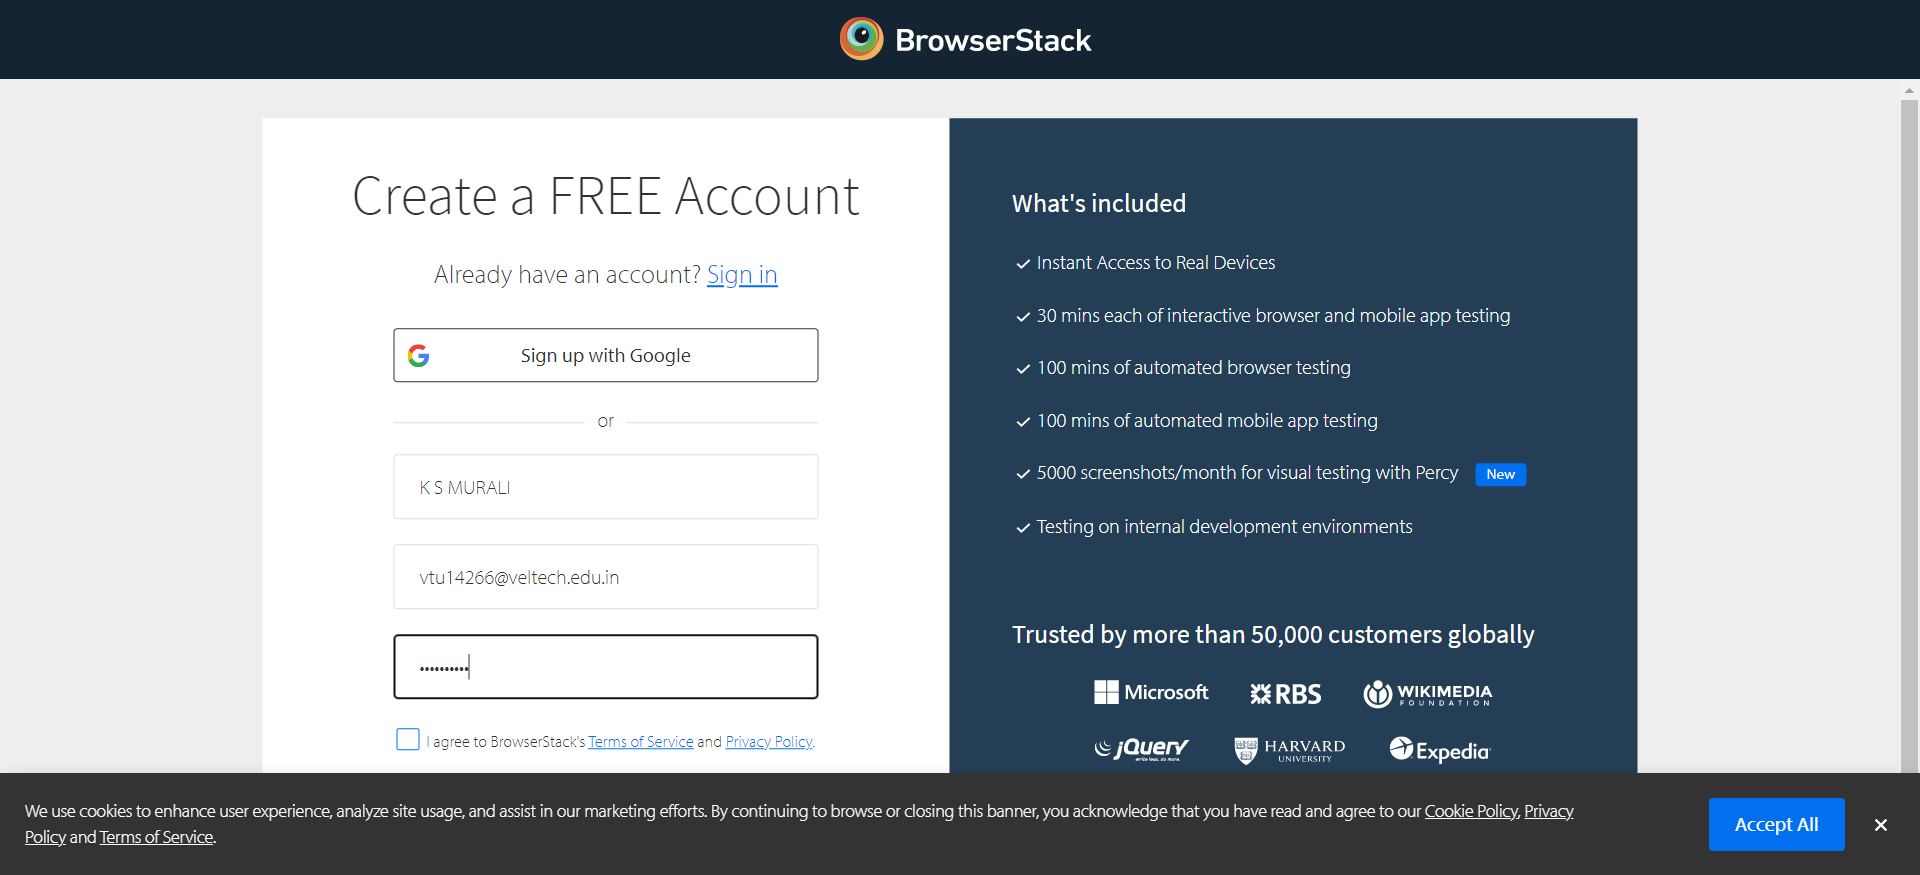 BrowserStack
Create a FREE Account
Already have an account? Sign in
Sign up with Google
or
K S MURALI
vtu14266@veltech.edu.in
••••••••••
I agree to BrowserStack's Terms of Service and Privacy Policy.
What's included
Instant Access to Real Devices
30 mins each of interactive browser and mobile app testing
100 mins of automated browser testing
100 mins of automated mobile app testing
5000 screenshots/month for visual testing with Percy New
Testing on internal development environments
Trusted by more than 50,000 customers globally
Microsoft RBS WIKIMEDIA FOUNDATION
jQuery write less, do more. HARVARD UNIVERSITY Expedia
We use cookies to enhance user experience, analyze site usage, and assist in our marketing efforts. By continuing to browse or closing this banner, you acknowledge that you have read and agree to our Cookie Policy, Privacy
Policy and Terms of Service.
Accept All